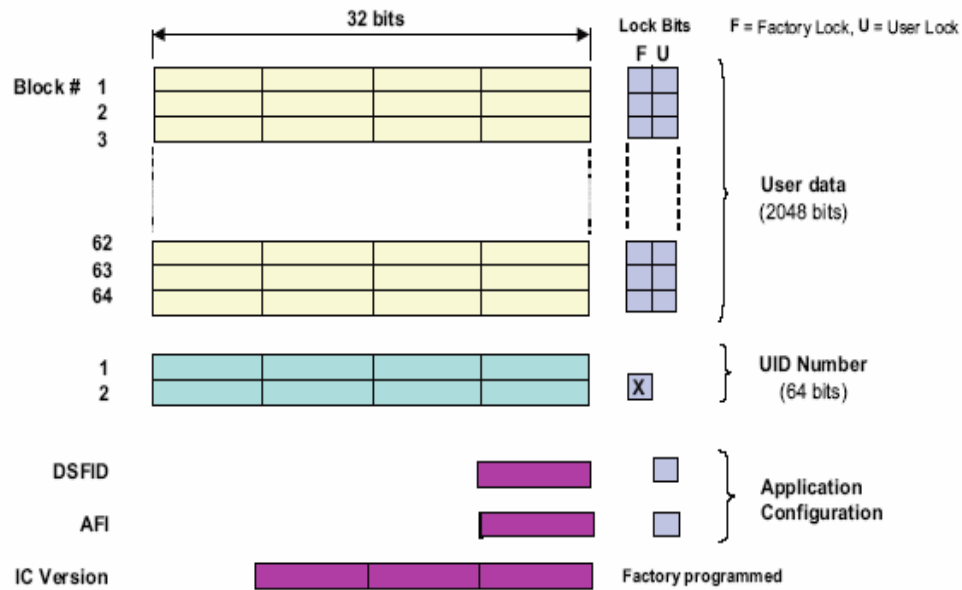 32 bits
Lock Bits
F = Factory Lock, U = User Lock
F U
Block # 1
2
3
User data
(2048 bits)
62
63
64
1
2
X
UID Number
(64 bits)
DSFID
AFI
Application
Configuration
IC Version
Factory programmed